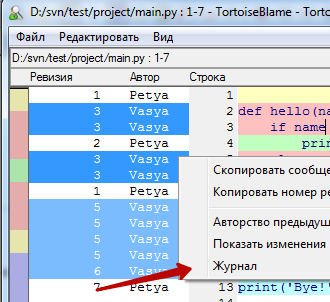 D:/svn/test/project/main.py : 1-7 - TortoiseBlame - Torto
Файл Редактировать Вид
D:/svn/test/project/main.py : 1-7
Ревизия Автор Строка
1 Petya 1
3 Vasya 2 def hello(na
3 Vasya 3 if name
2 Petya 4 prin
3 Vasya 5
3 Vasya
1 Petya
5 Vasya
5 Vasya
5 Vasya
5 Vasya
6 Vasya
7 Petya print('Bye!'
Скопировать сообще
Копировать номер ре
Авторство предыдущ
Показать изменения
Журнал